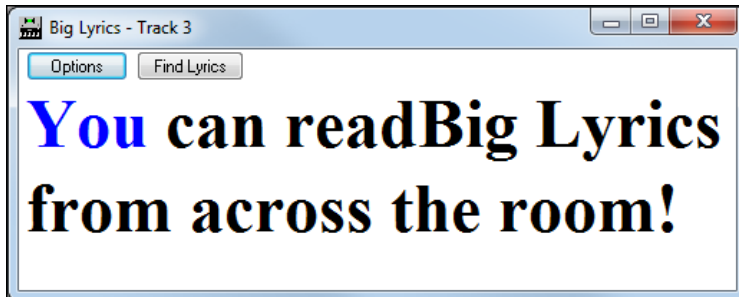 Big Lyrics - Track 3
Options Find Lyrics
You can readBig Lyrics
from across the room!